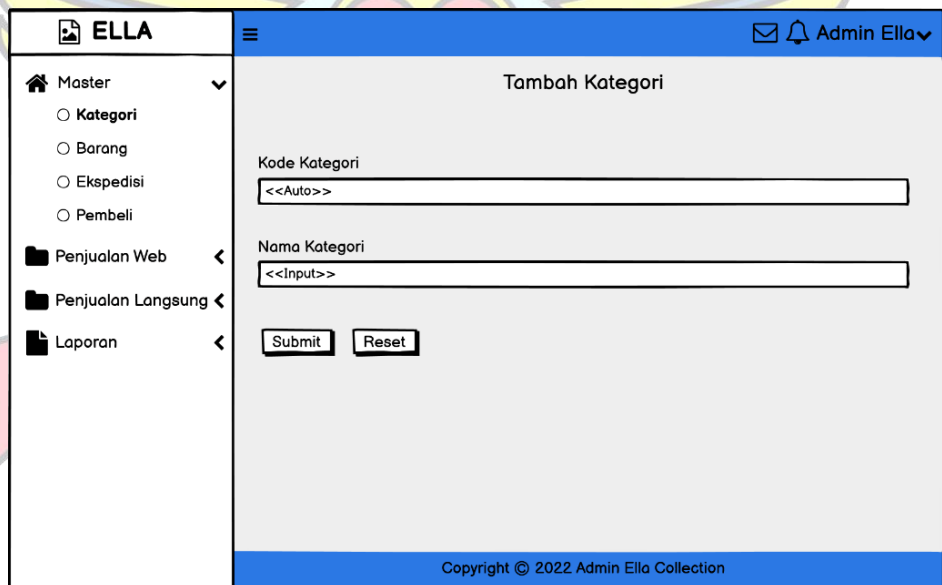 ELLA
Admin Ella
Master
Kategori
Barang
Ekspedisi
Pembeli
Penjualan Web
Penjualan Langsung
Laporan
Tambah Kategori
Kode Kategori
<<Auto>>
Nama Kategori
<<Input>>
Submit Reset
Copyright © 2022 Admin Ella Collection